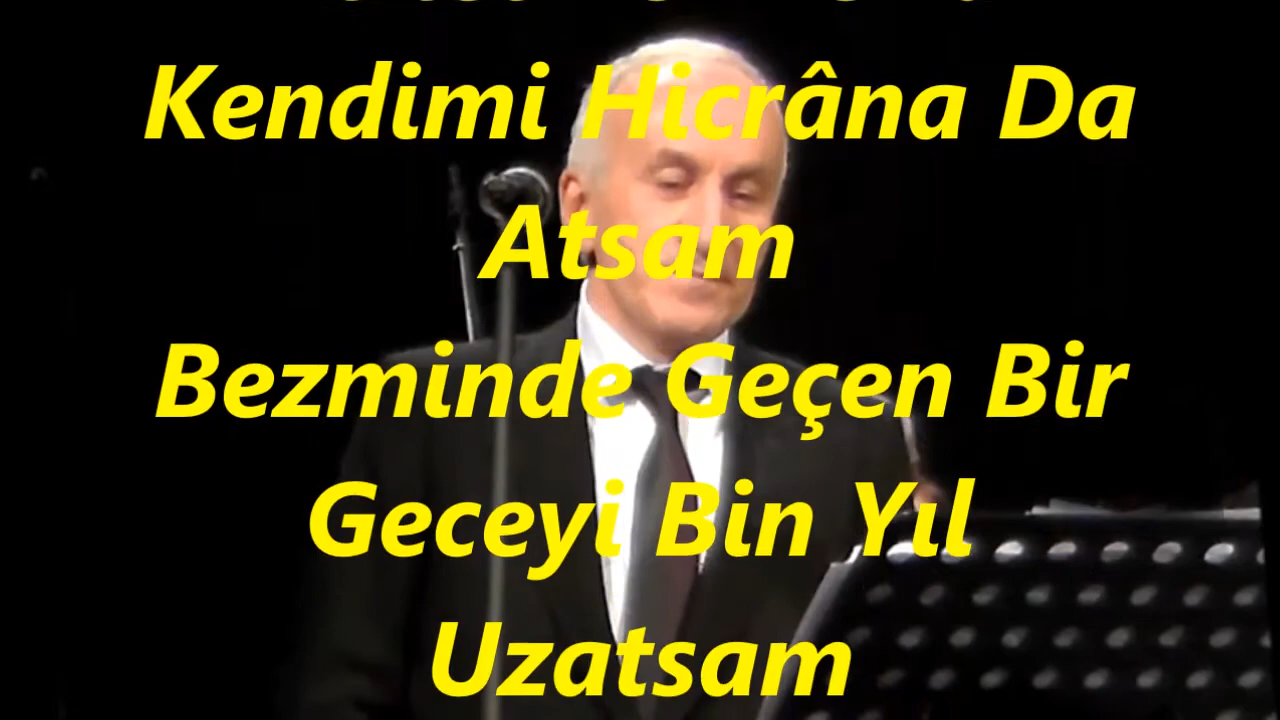 Kendimi Hicrâna Da
Atsam
Bezminde Geçen Bir
Geceyi Bin Yıl
Uzatsam